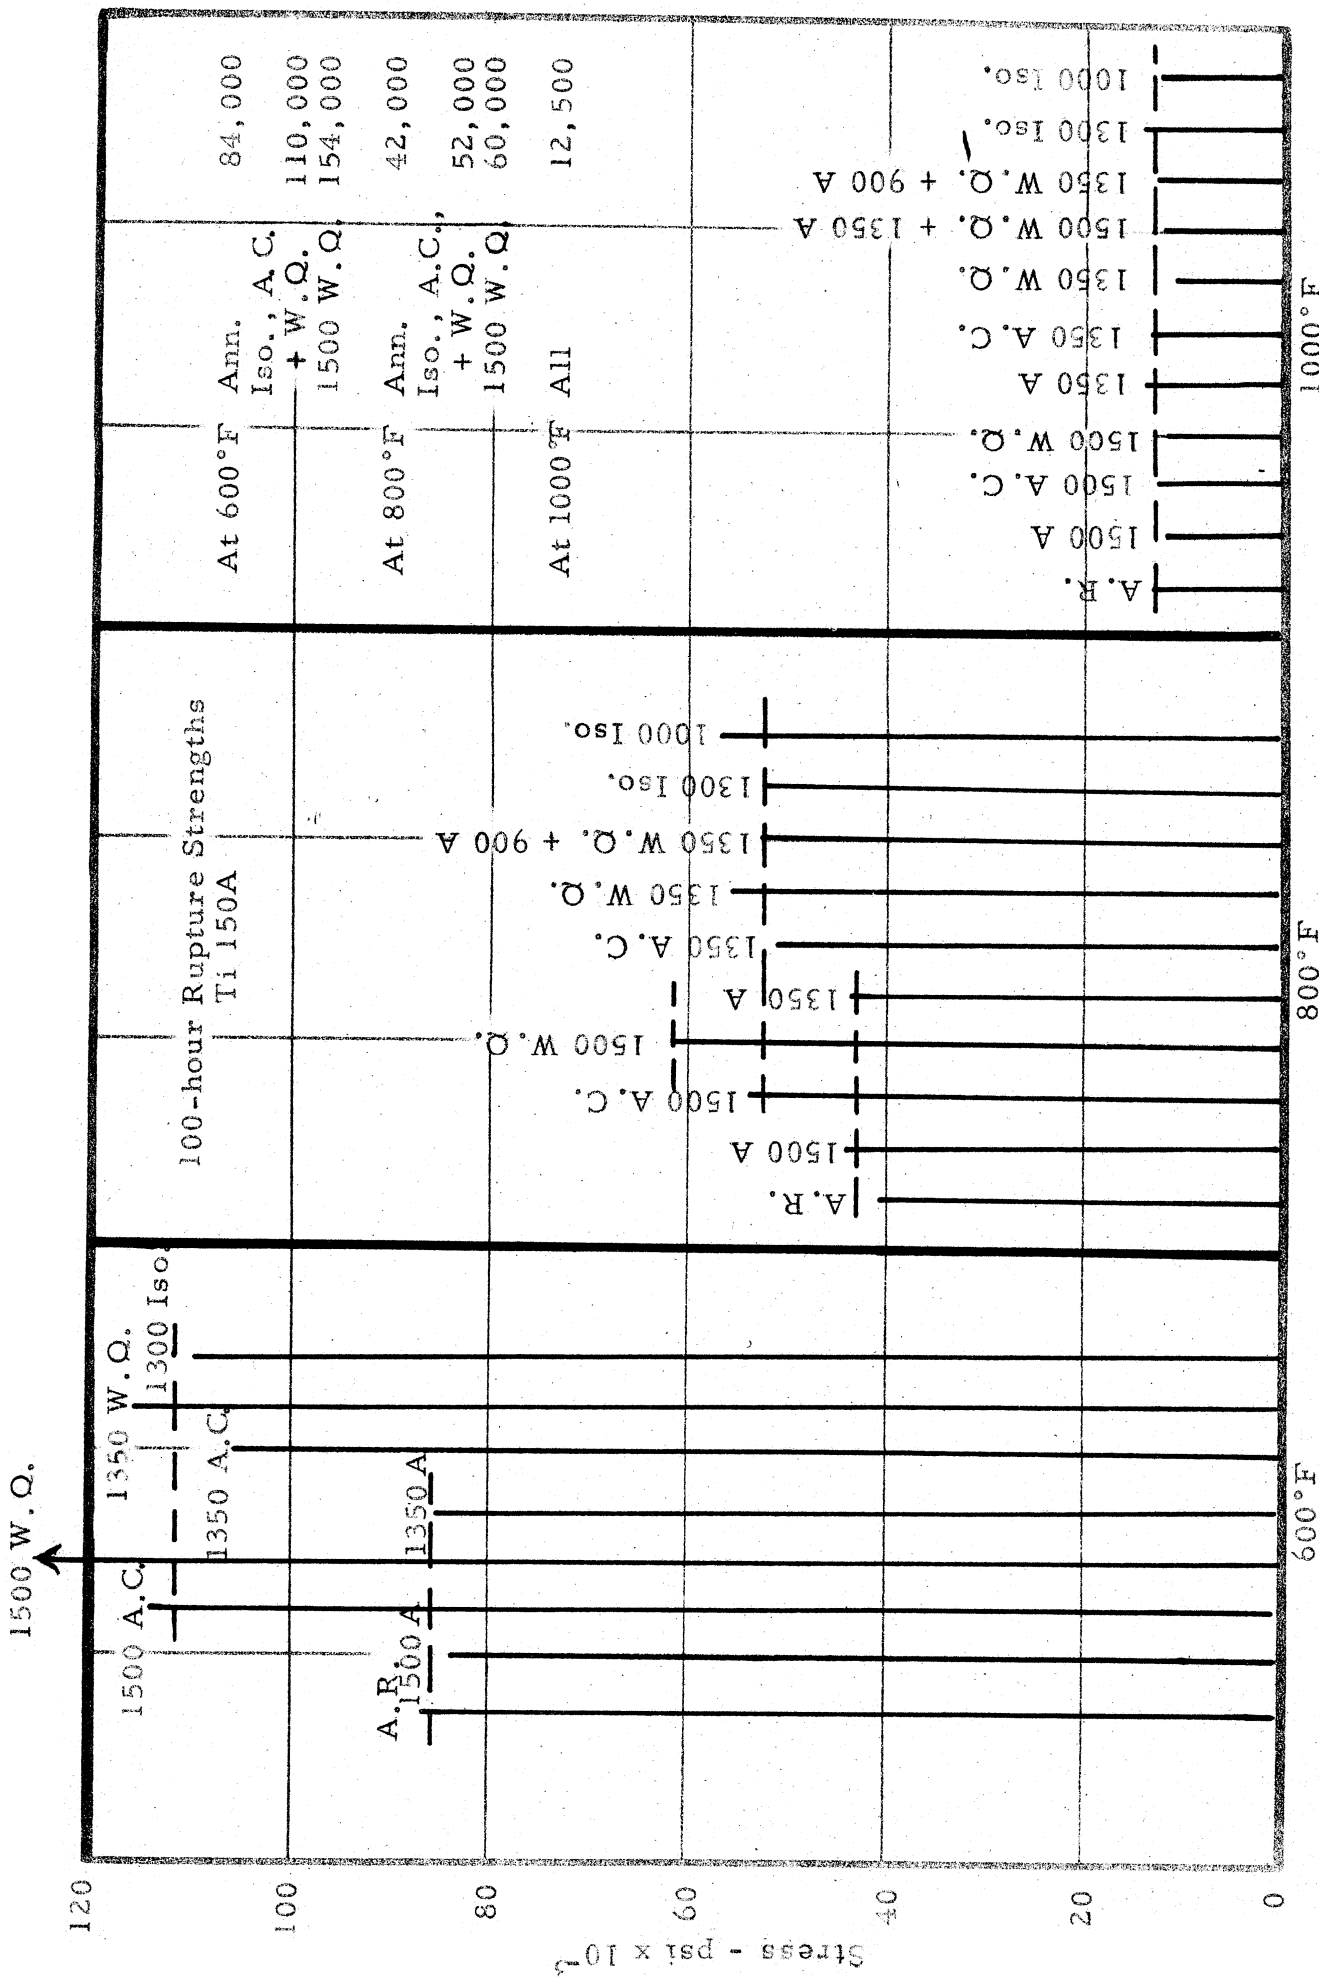 1500 W.Q.
1500 A.C.
1350 W.Q.
1300 Iso.
1350 A.C.
A.R.
1500 A
1350 A
100-hour Rupture Strengths
Ti 150A
A.R.
1500 A
1500 A.C.
1500 W.Q.
1350 A
1350 A.C.
1350 W.Q.
1350 W.Q. + 900 A
1300 Iso.
1000 Iso.
At 600°F Ann. 84,000
Iso., A.C.
+ W.Q. 110,000
1500 W.Q. 154,000
At 800°F Ann. 42,000
Iso., A.C.,
+ W.Q. 52,000
1500 W.Q. 60,000
At 1000°F All 12,500
A.R.
1500 A
1500 A.C.
1500 W.Q.
1350 A
1350 A.C.
1350 W.Q.
1500 W.Q. + 1350 A
1350 W.Q. + 900 A
1300 Iso.
1000 Iso.
120
100
80
60
40
20
0
Stress - psi x 10
600°F
800°F
1000°F